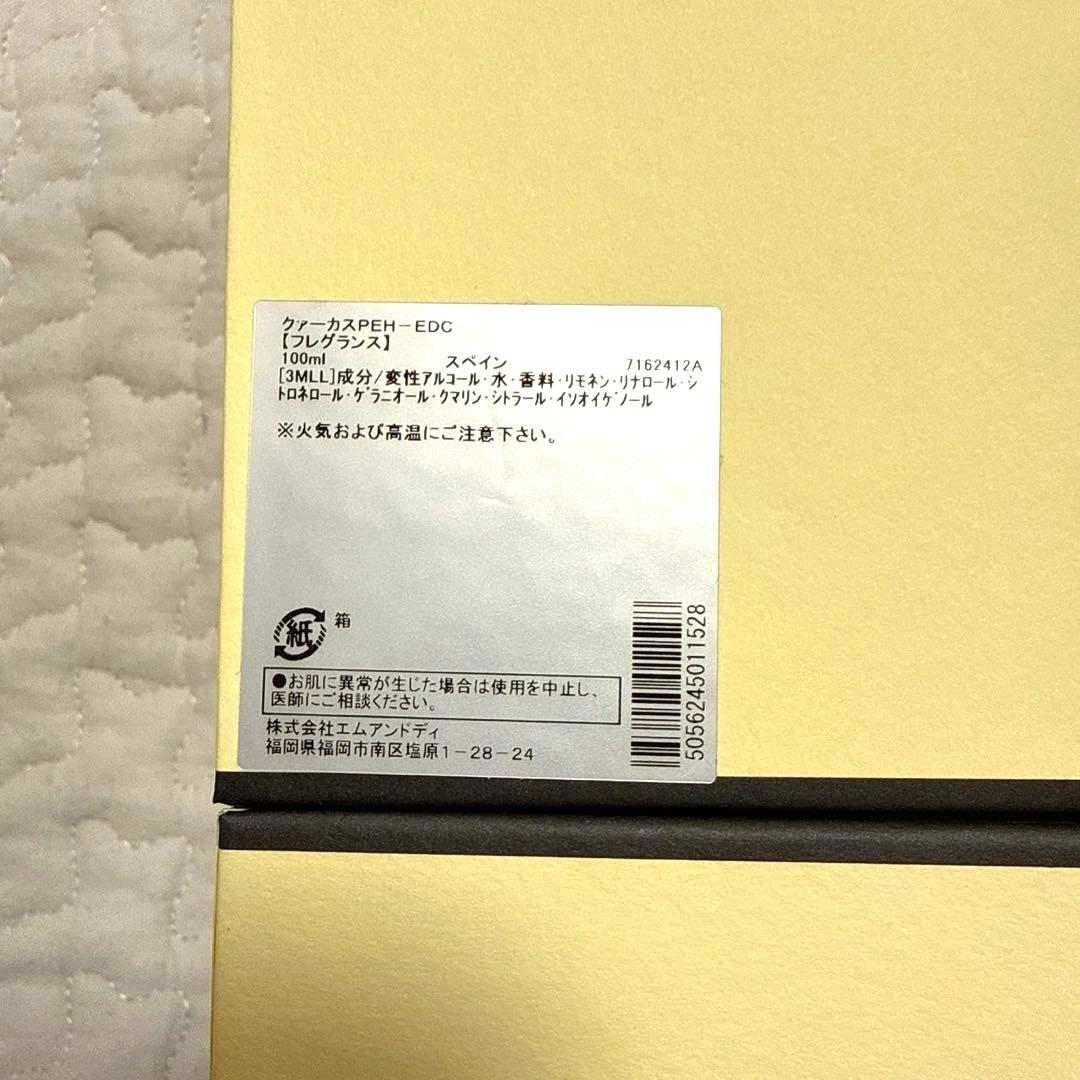 クァーカスPEH－EDC
【フレグランス】
100ml スペイン 7162412A
[3MLL]成分/変性アルコール･水･香料･リモネン･リナロール･シ
トロネロール･ゲラニオール･クマリン･シトラール･イソオイゲノール
※火気および高温にご注意下さい。
紙 箱
●お肌に異常が生じた場合は使用を中止し、
医師にご相談ください。
株式会社エムアンドディ
福岡県福岡市南区塩原1－28－24
5056245011528